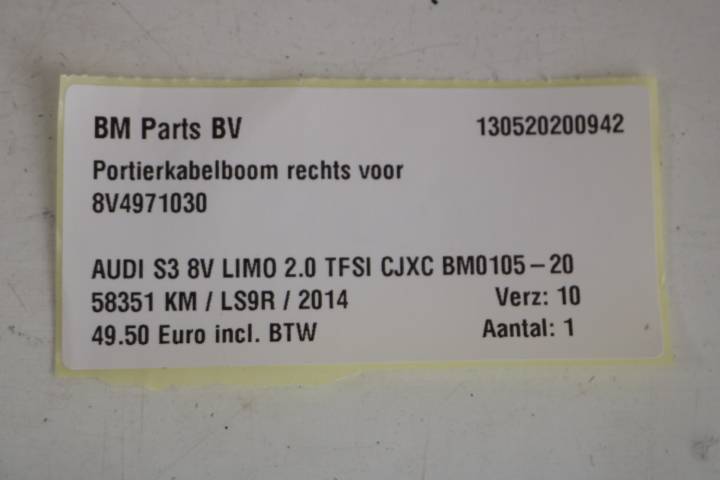 BM Parts BV 130520200942
Portierkabelboom rechts voor
8V4971030
AUDI S3 8V LIMO 2.0 TFSI CJXC BM0105-20
58351 KM / LS9R / 2014 Verz: 10
49.50 Euro incl. BTW Aantal: 1